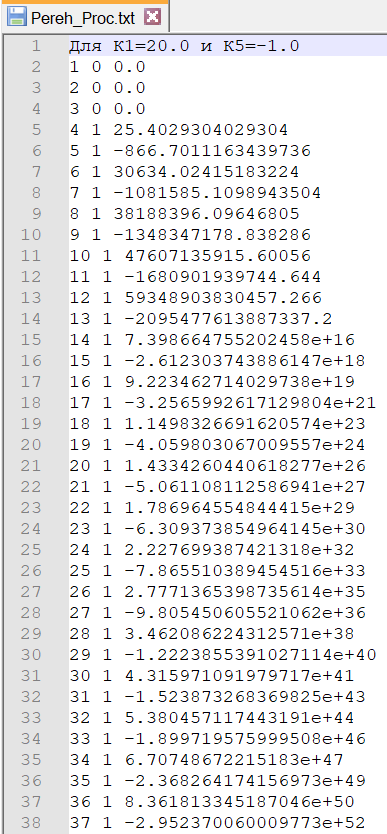 Pereh_Proc.txt
1 Для К1=20.0 и К5=-1.0
2 1 0 0.0
3 2 0 0.0
4 3 0 0.0
5 4 1 25.4029304029304
6 5 1 -866.7011163439736
7 6 1 30634.02415183224
8 7 1 -1081585.1098943504
9 8 1 38188396.09646805
10 9 1 -1348347178.838286
11 10 1 47607135915.60056
12 11 1 -1680901939744.644
13 12 1 59348903830457.266
14 13 1 -2095477613887337.2
15 14 1 7.398664755202458e+16
16 15 1 -2.612303743886147e+18
17 16 1 9.223462714029738e+19
18 17 1 -3.2565992617129804e+21
19 18 1 1.1498326691620574e+23
20 19 1 -4.059803067009557e+24
21 20 1 1.4334260440618277e+26
22 21 1 -5.061108112586941e+27
23 22 1 1.786964554844415e+29
24 23 1 -6.309373854964145e+30
25 24 1 2.227699387421318e+32
26 25 1 -7.865510389454516e+33
27 26 1 2.7771365398735614e+35
28 27 1 -9.805450605521062e+36
29 28 1 3.462086224312571e+38
30 29 1 -1.2223855391027114e+40
31 30 1 4.315971091979717e+41
32 31 1 -1.523873268369825e+43
33 32 1 5.380457117443191e+44
34 33 1 -1.899719575999508e+46
35 34 1 6.70748672215183e+47
36 35 1 -2.368264174156973e+49
37 36 1 8.361813345187046e+50
38 37 1 -2.952370060009773e+52